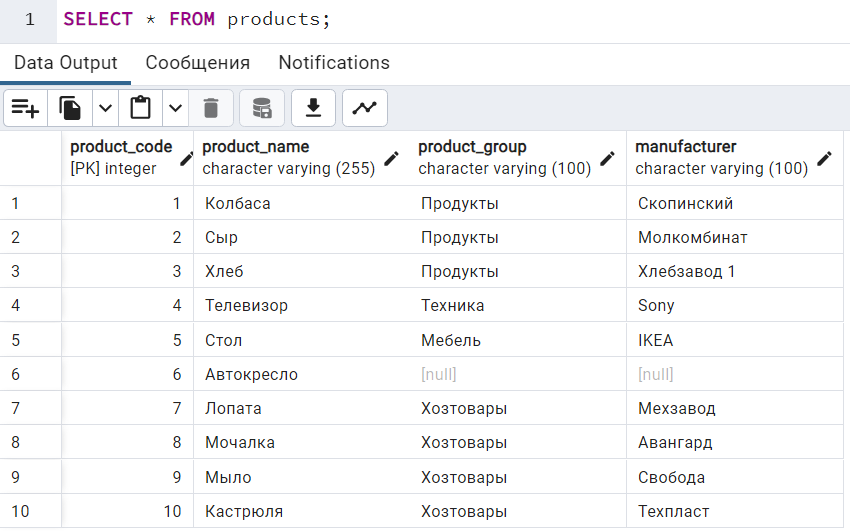 1 SELECT * FROM products;
Data Output Сообщения Notifications
product_code product_name product_group manufacturer
[PK] integer character varying (255) character varying (100) character varying (100)
1 1 Колбаса Продукты Скопинский
2 2 Сыр Продукты Молкомбинат
3 3 Хлеб Продукты Хлебзавод 1
4 4 Телевизор Техника Sony
5 5 Стол Мебель IKEA
6 6 Автокресло [null] [null]
7 7 Лопата Хозтовары Мехзавод
8 8 Мочалка Хозтовары Авангард
9 9 Мыло Хозтовары Свобода
10 10 Кастрюля Хозтовары Техпласт